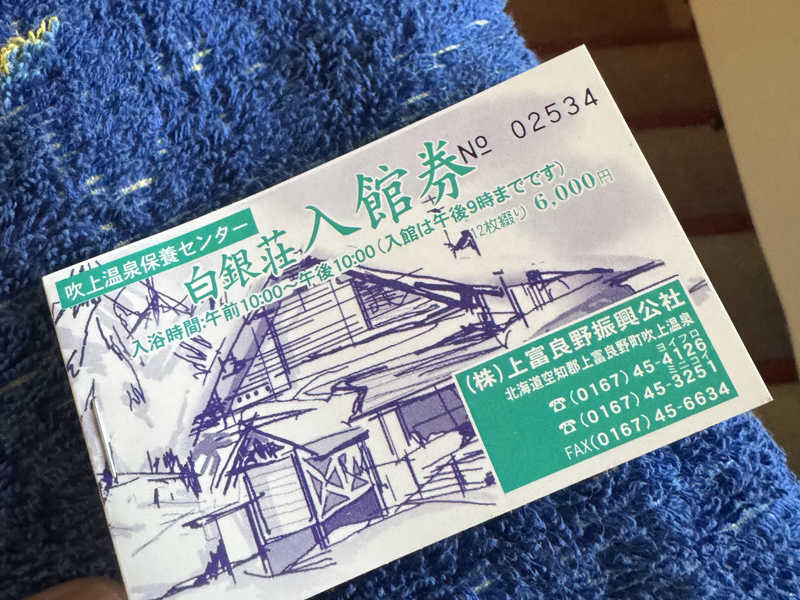 № 02534
吹上温泉保養センター
白銀荘入館券
12枚綴り 6,000円
入浴時間:午前10:00〜午後10:00(入館は午後9時までです)
(株)上富良野振興公社
北海道空知郡上富良野町吹上温泉
ヨイフロ
☎(0167)45-4126
ミニコイ
☎(0167)45-3251
FAX(0167)45-6634